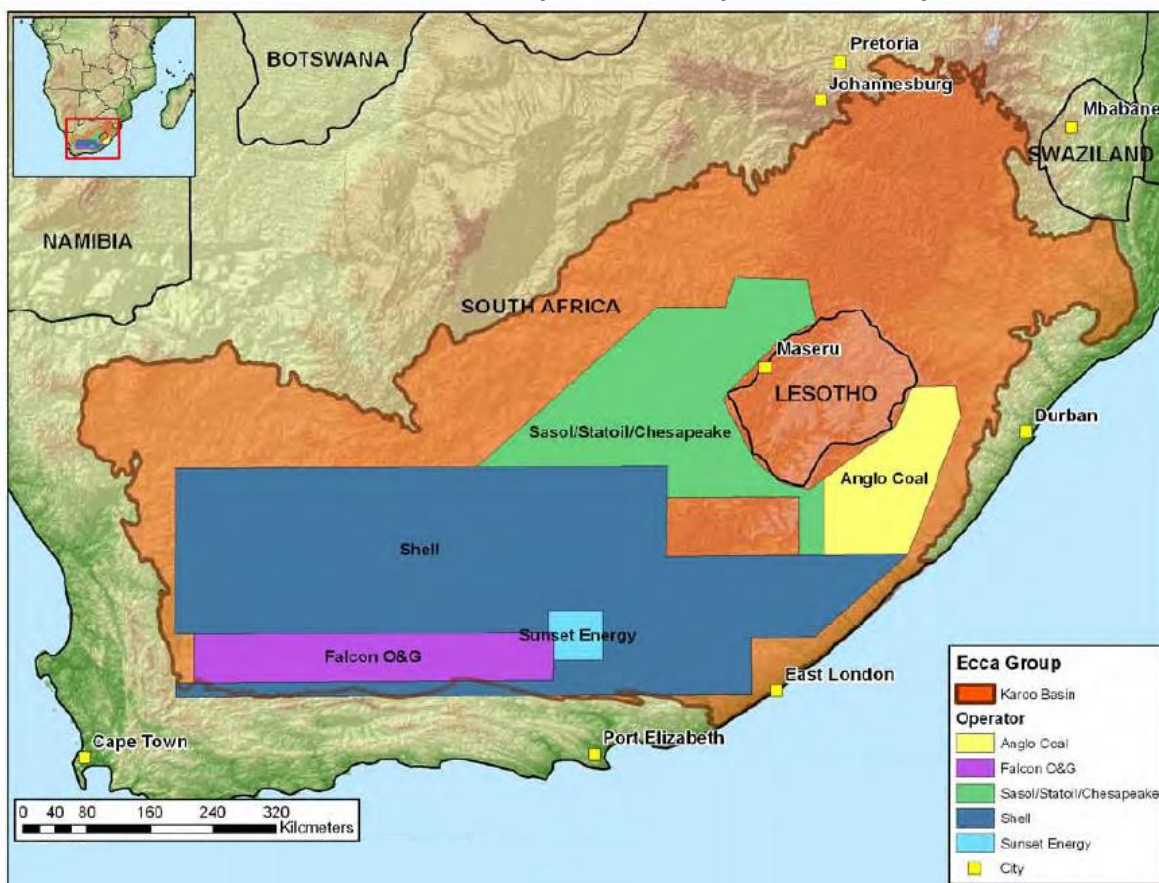 BOTSWANA
Pretoria
Johannesburg
Mbabane
SWAZILAND
NAMIBIA
SOUTH AFRICA
Maseru
LESOTHO
Durban
Sasol/Statoil/Chesapeake
Anglo Coal
Shell
Sunset Energy
Falcon O&G
East London
Port Elizabeth
Cape Town
0 40 80 160 240 320
Kilcmeters
Ecca Group
Karoo Basin
Operator
Anglo Coal
Falcon O&G
Sasol/Statoil/Chesapeake
Shell
Sunset Energy
City